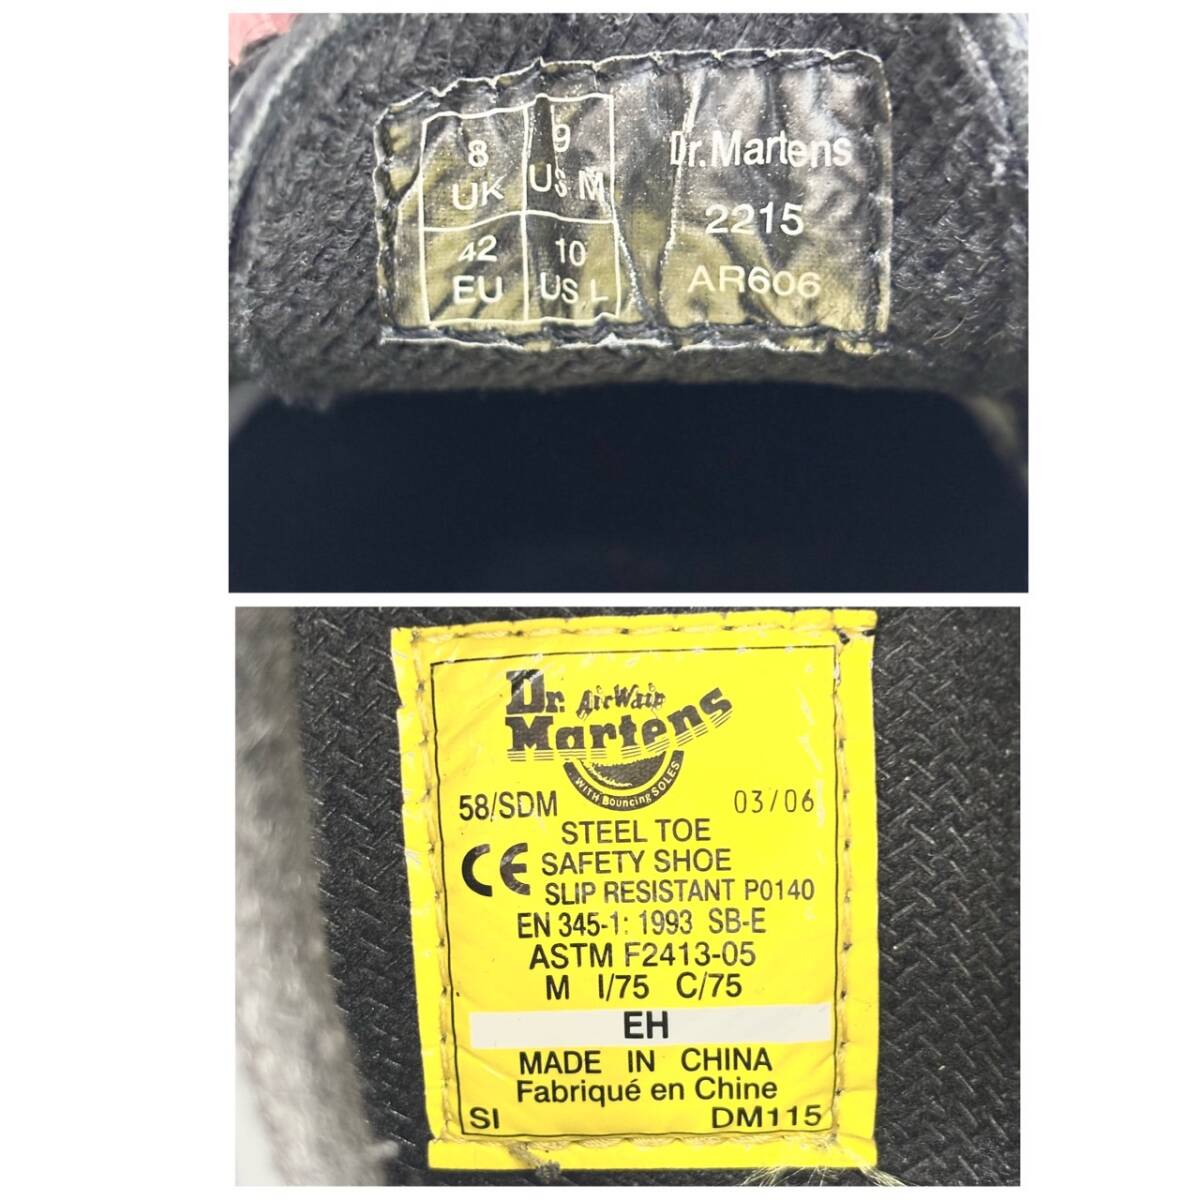 8 UK
9 US M
42 EU
10 US L
Dr. Martens
2215
AR606
Dr. AirWair
Martens
WITH Bouncing SOLES
58/SDM 03/06
STEEL TOE
CE SAFETY SHOE
SLIP RESISTANT P0140
EN 345-1: 1993 SB-E
ASTM F2413-05
M I/75 C/75
EH
MADE IN CHINA
Fabriqué en Chine
SI DM115